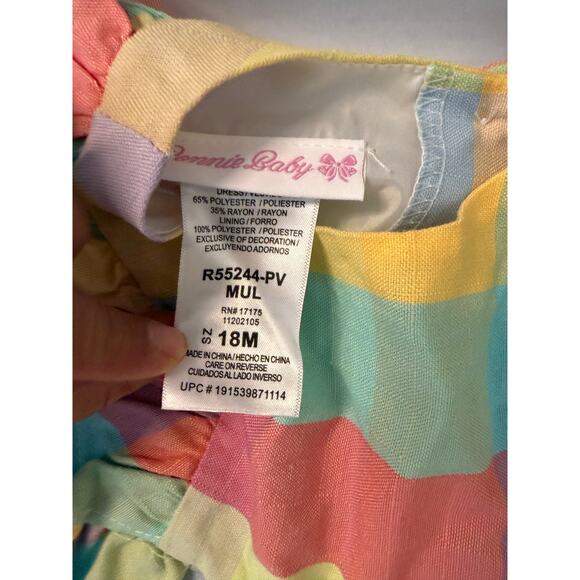 Bonnie Baby
DRESS/VESTIDO
65% POLYESTER / POLIESTER
35% RAYON / RAYON
LINING / FORRO
100% POLYESTER / POLIESTER
EXCLUSIVE OF DECORATION/
EXCLUYENDO ADORNOS
R55244-PV
MUL
RN# 17175
11202105
SZ 18M
MADE IN CHINA/HECHO EN CHINA
CARE ON REVERSE
CUIDADOS AL LADO INVERSO
UPC # 191539871114